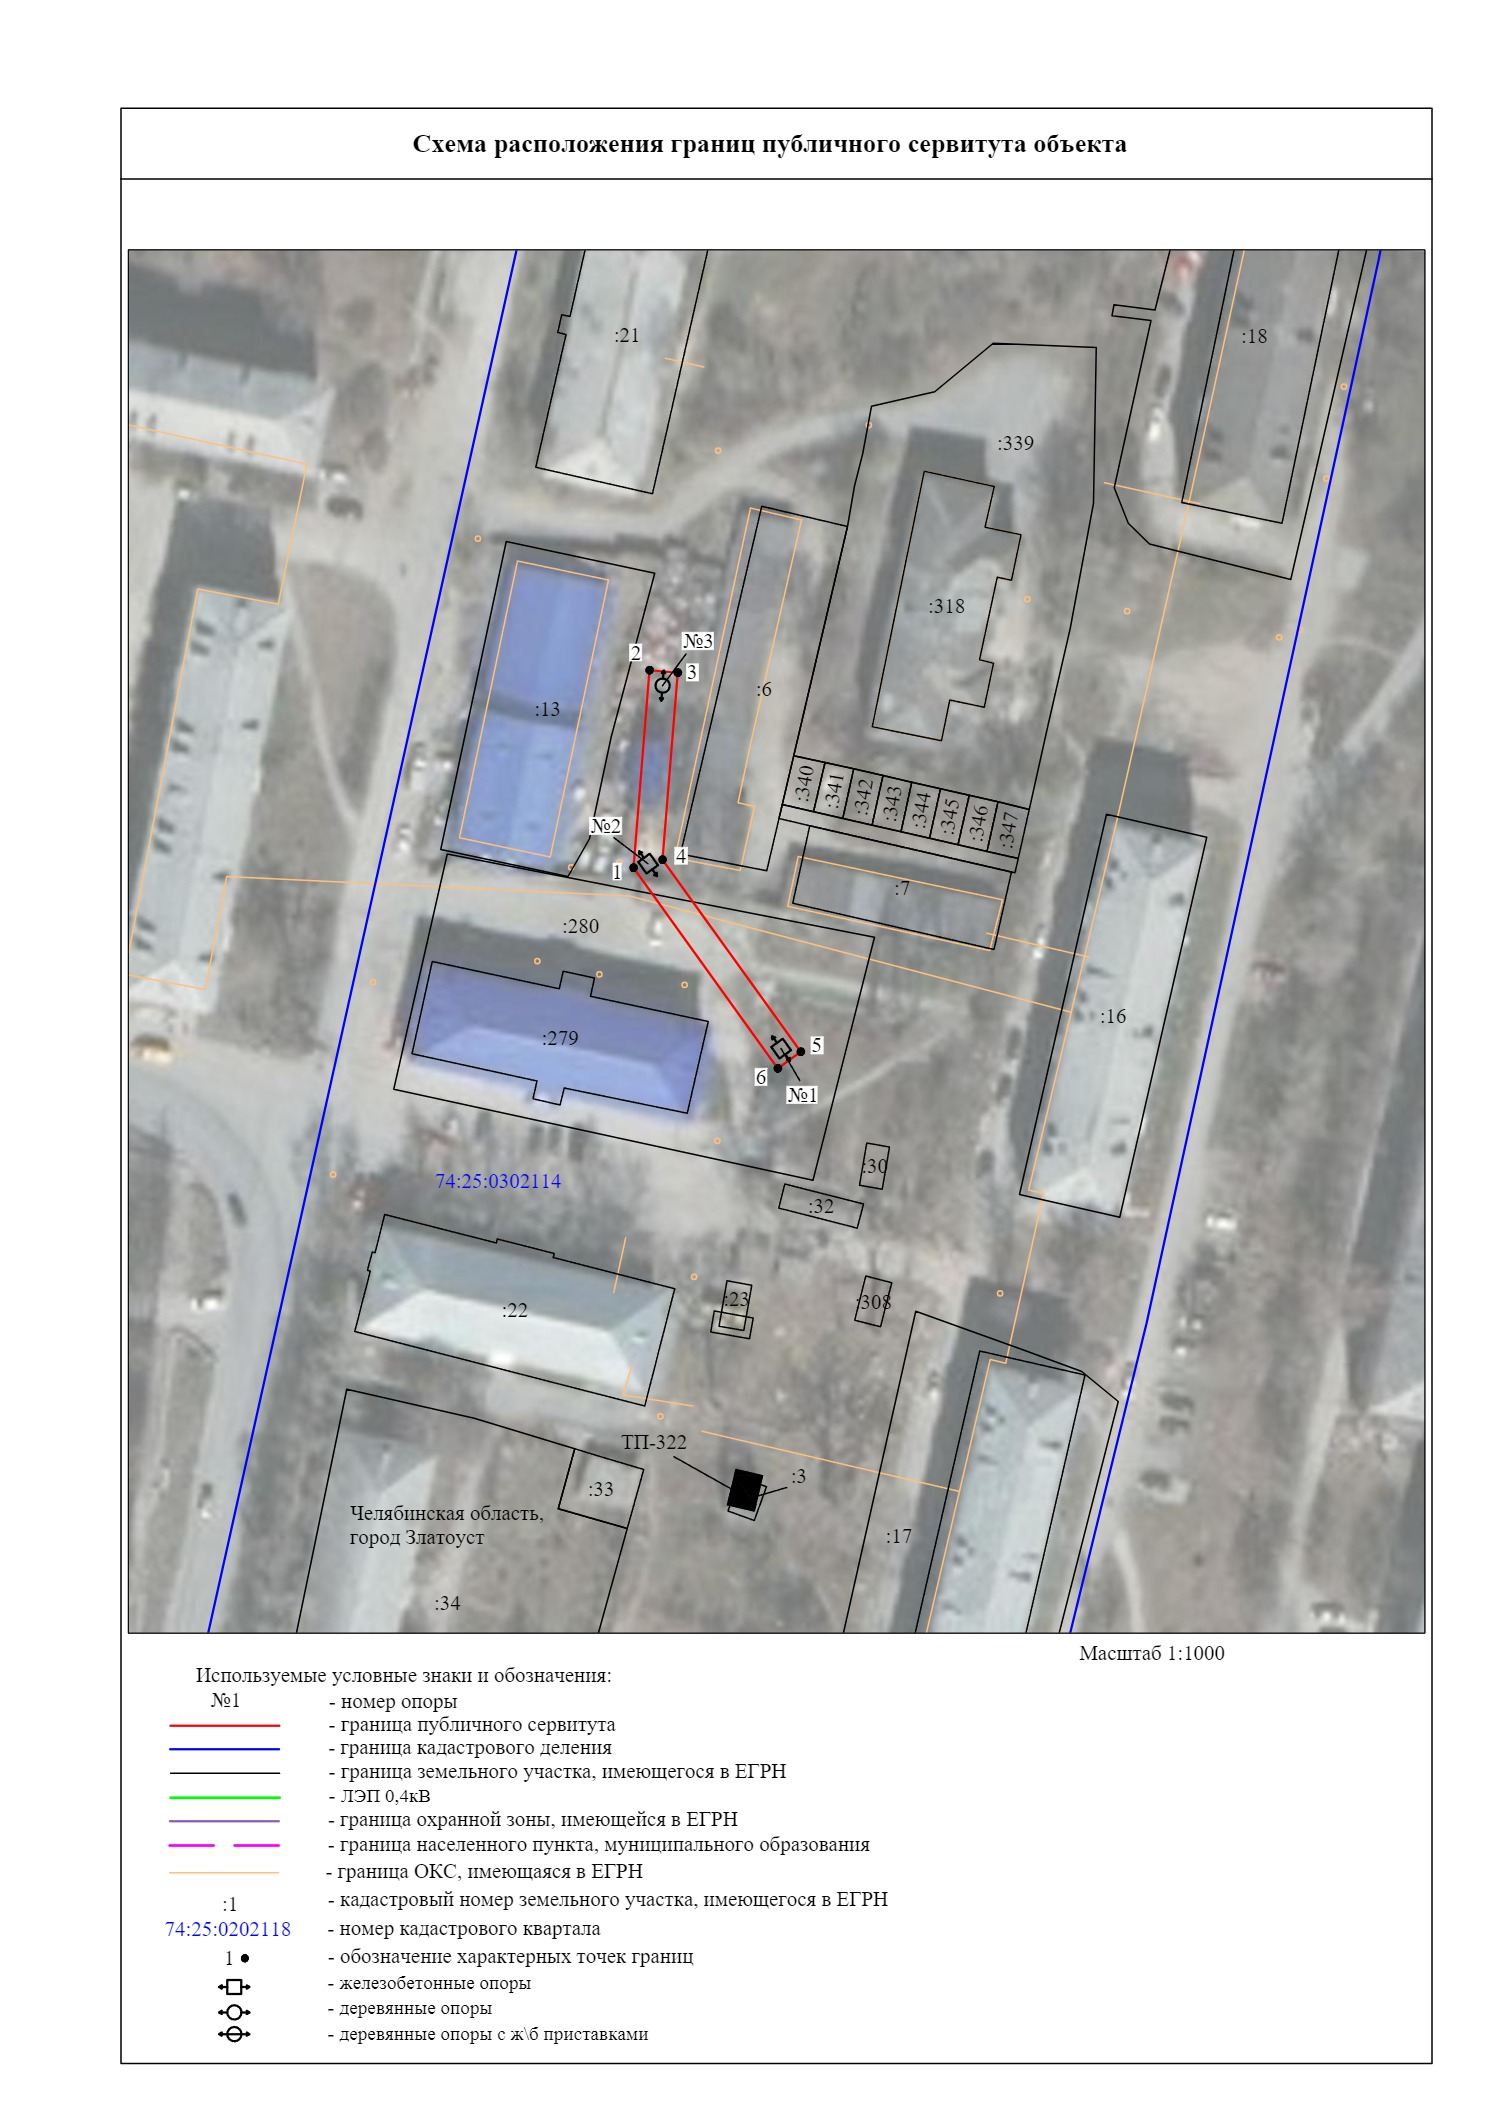 Схема расположения границ публичного сервитута объекта
:21
:18
:339
:318
№3
2
3
:6
:13
:340
:341
:342
:343
:344
:345
:346
:347
№2
4
1
:7
:280
:16
:279
5
6
№1
:30
74:25:0302114
:32
:23
:308
:22
ТП-322
:3
:33
Челябинская область,
город Златоуст
:17
:34
Масштаб 1:1000
Используемые условные знаки и обозначения:
№1 - номер опоры
- граница публичного сервитута
- граница кадастрового деления
- граница земельного участка, имеющегося в ЕГРН
- ЛЭП 0,4кВ
- граница охранной зоны, имеющейся в ЕГРН
- граница населенного пункта, муниципального образования
- граница ОКС, имеющаяся в ЕГРН
:1 - кадастровый номер земельного участка, имеющегося в ЕГРН
74:25:0202118 - номер кадастрового квартала
1 - обозначение характерных точек границ
- железобетонные опоры
- деревянные опоры
- деревянные опоры с ж\б приставками